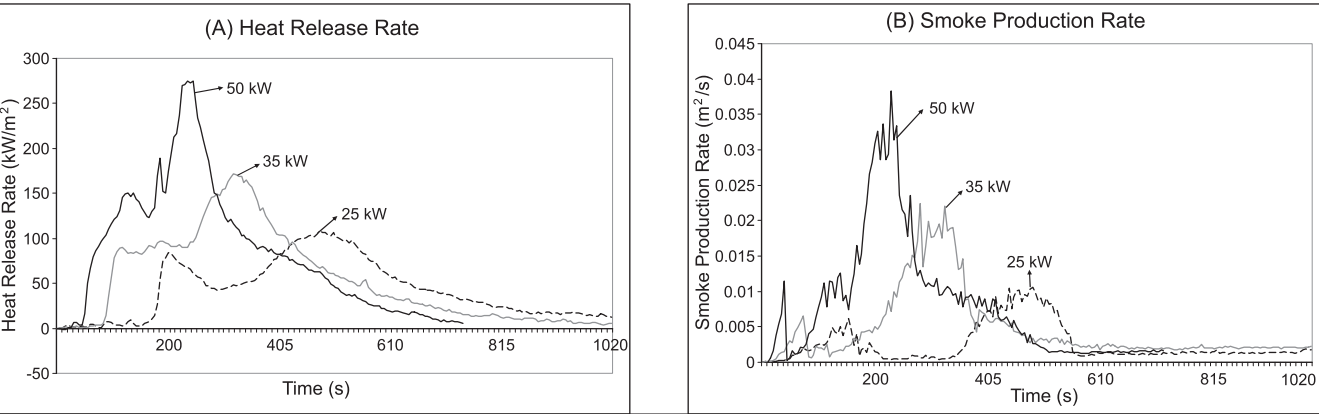 (A) Heat Release Rate
Heat Release Rate (kW/m²)
300
250
200
150
100
50
0
-50
50 kW
35 kW
25 kW
200
405
610
815
1020
Time (s)
(B) Smoke Production Rate
Smoke Production Rate (m²/s)
0.045
0.04
0.035
0.03
0.025
0.02
0.015
0.01
0.005
0
50 kW
35 kW
25 kW
200
405
610
815
1020
Time (s)